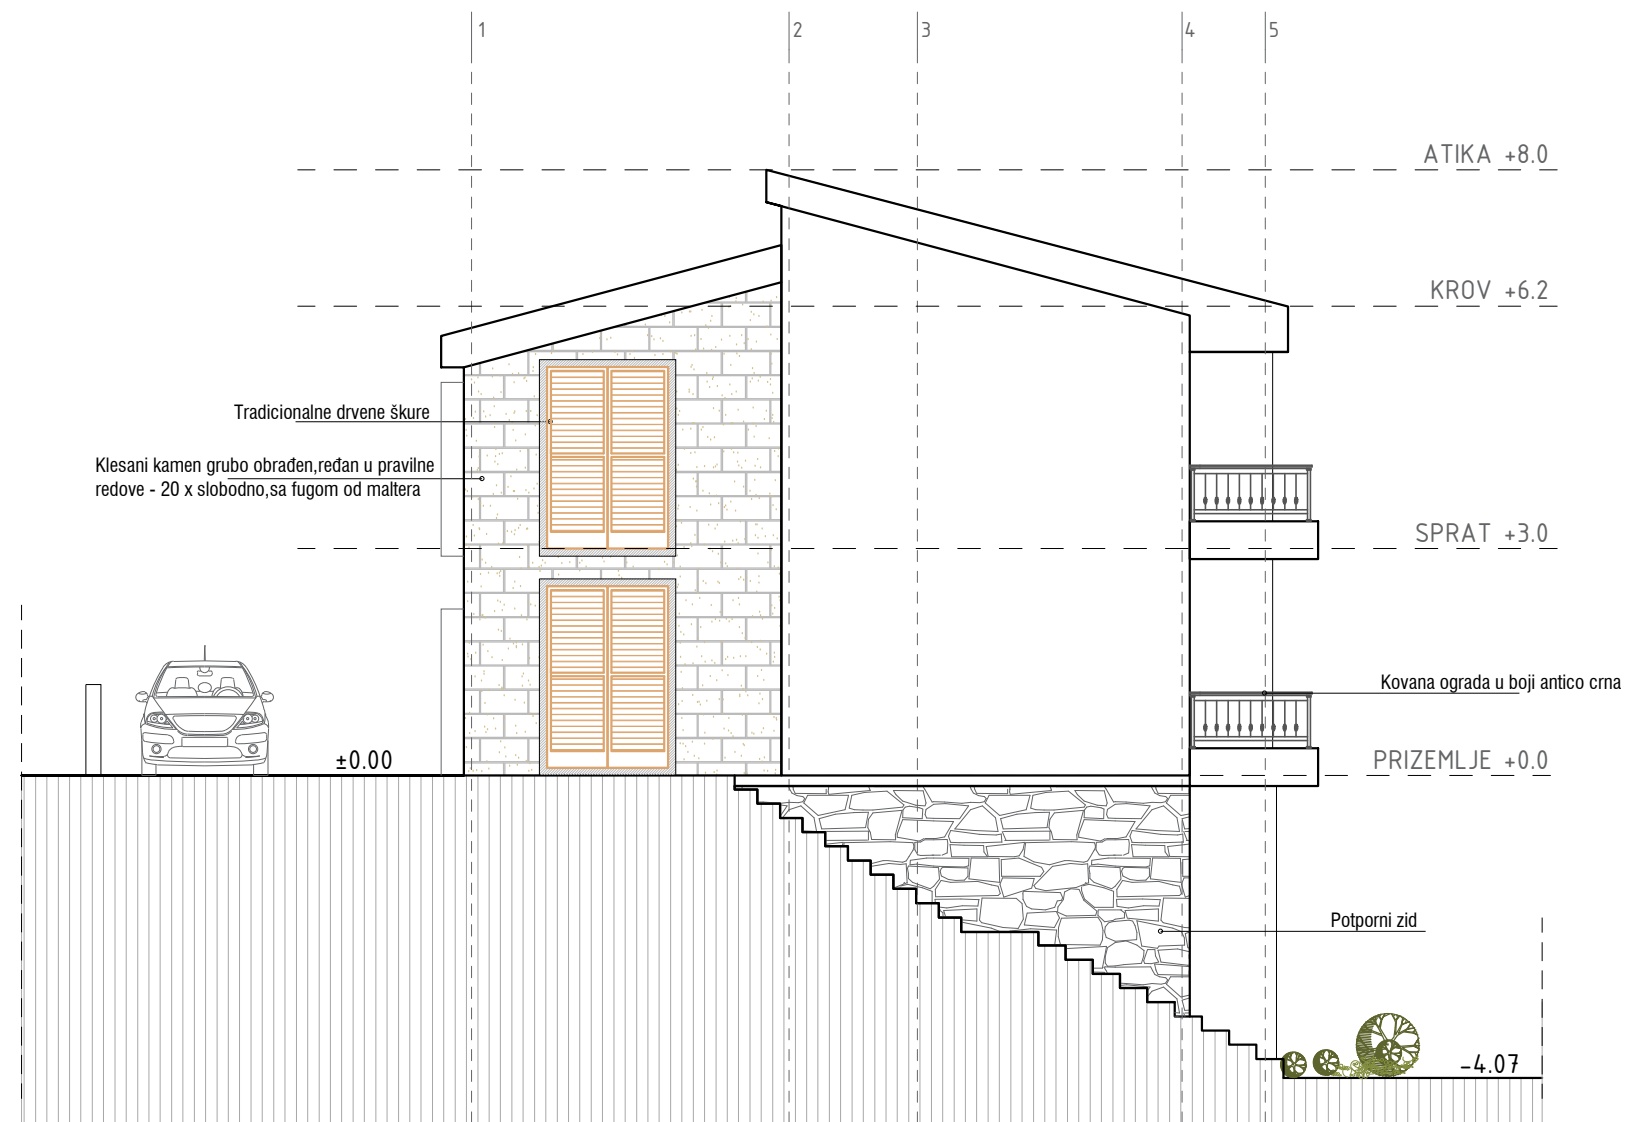 1
2
3
4
5
ATIKA +8.0
KROV +6.2
Tradicionalne drvene škure
Klesani kamen grubo obrađen,ređan u pravilne
redove - 20 x slobodno,sa fugom od maltera
SPRAT +3.0
Kovana ograda u boji antico crna
±0.00
PRIZEMLJE +0.0
Potporni zid
-4.07